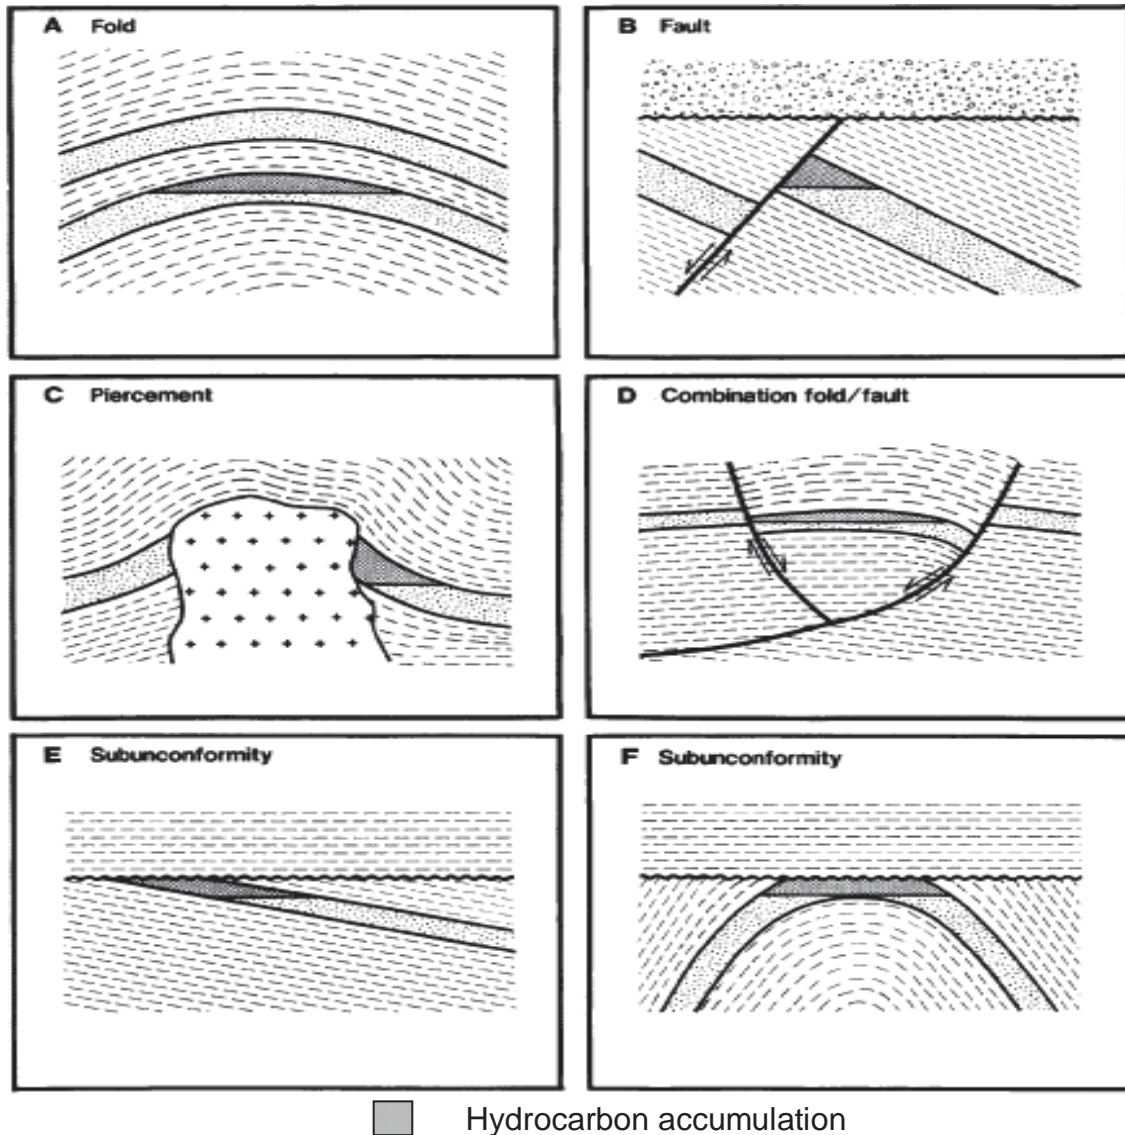 A Fold
B Fault
C Piercement
D Combination fold/fault
E Subunconformity
F Subunconformity
Hydrocarbon accumulation